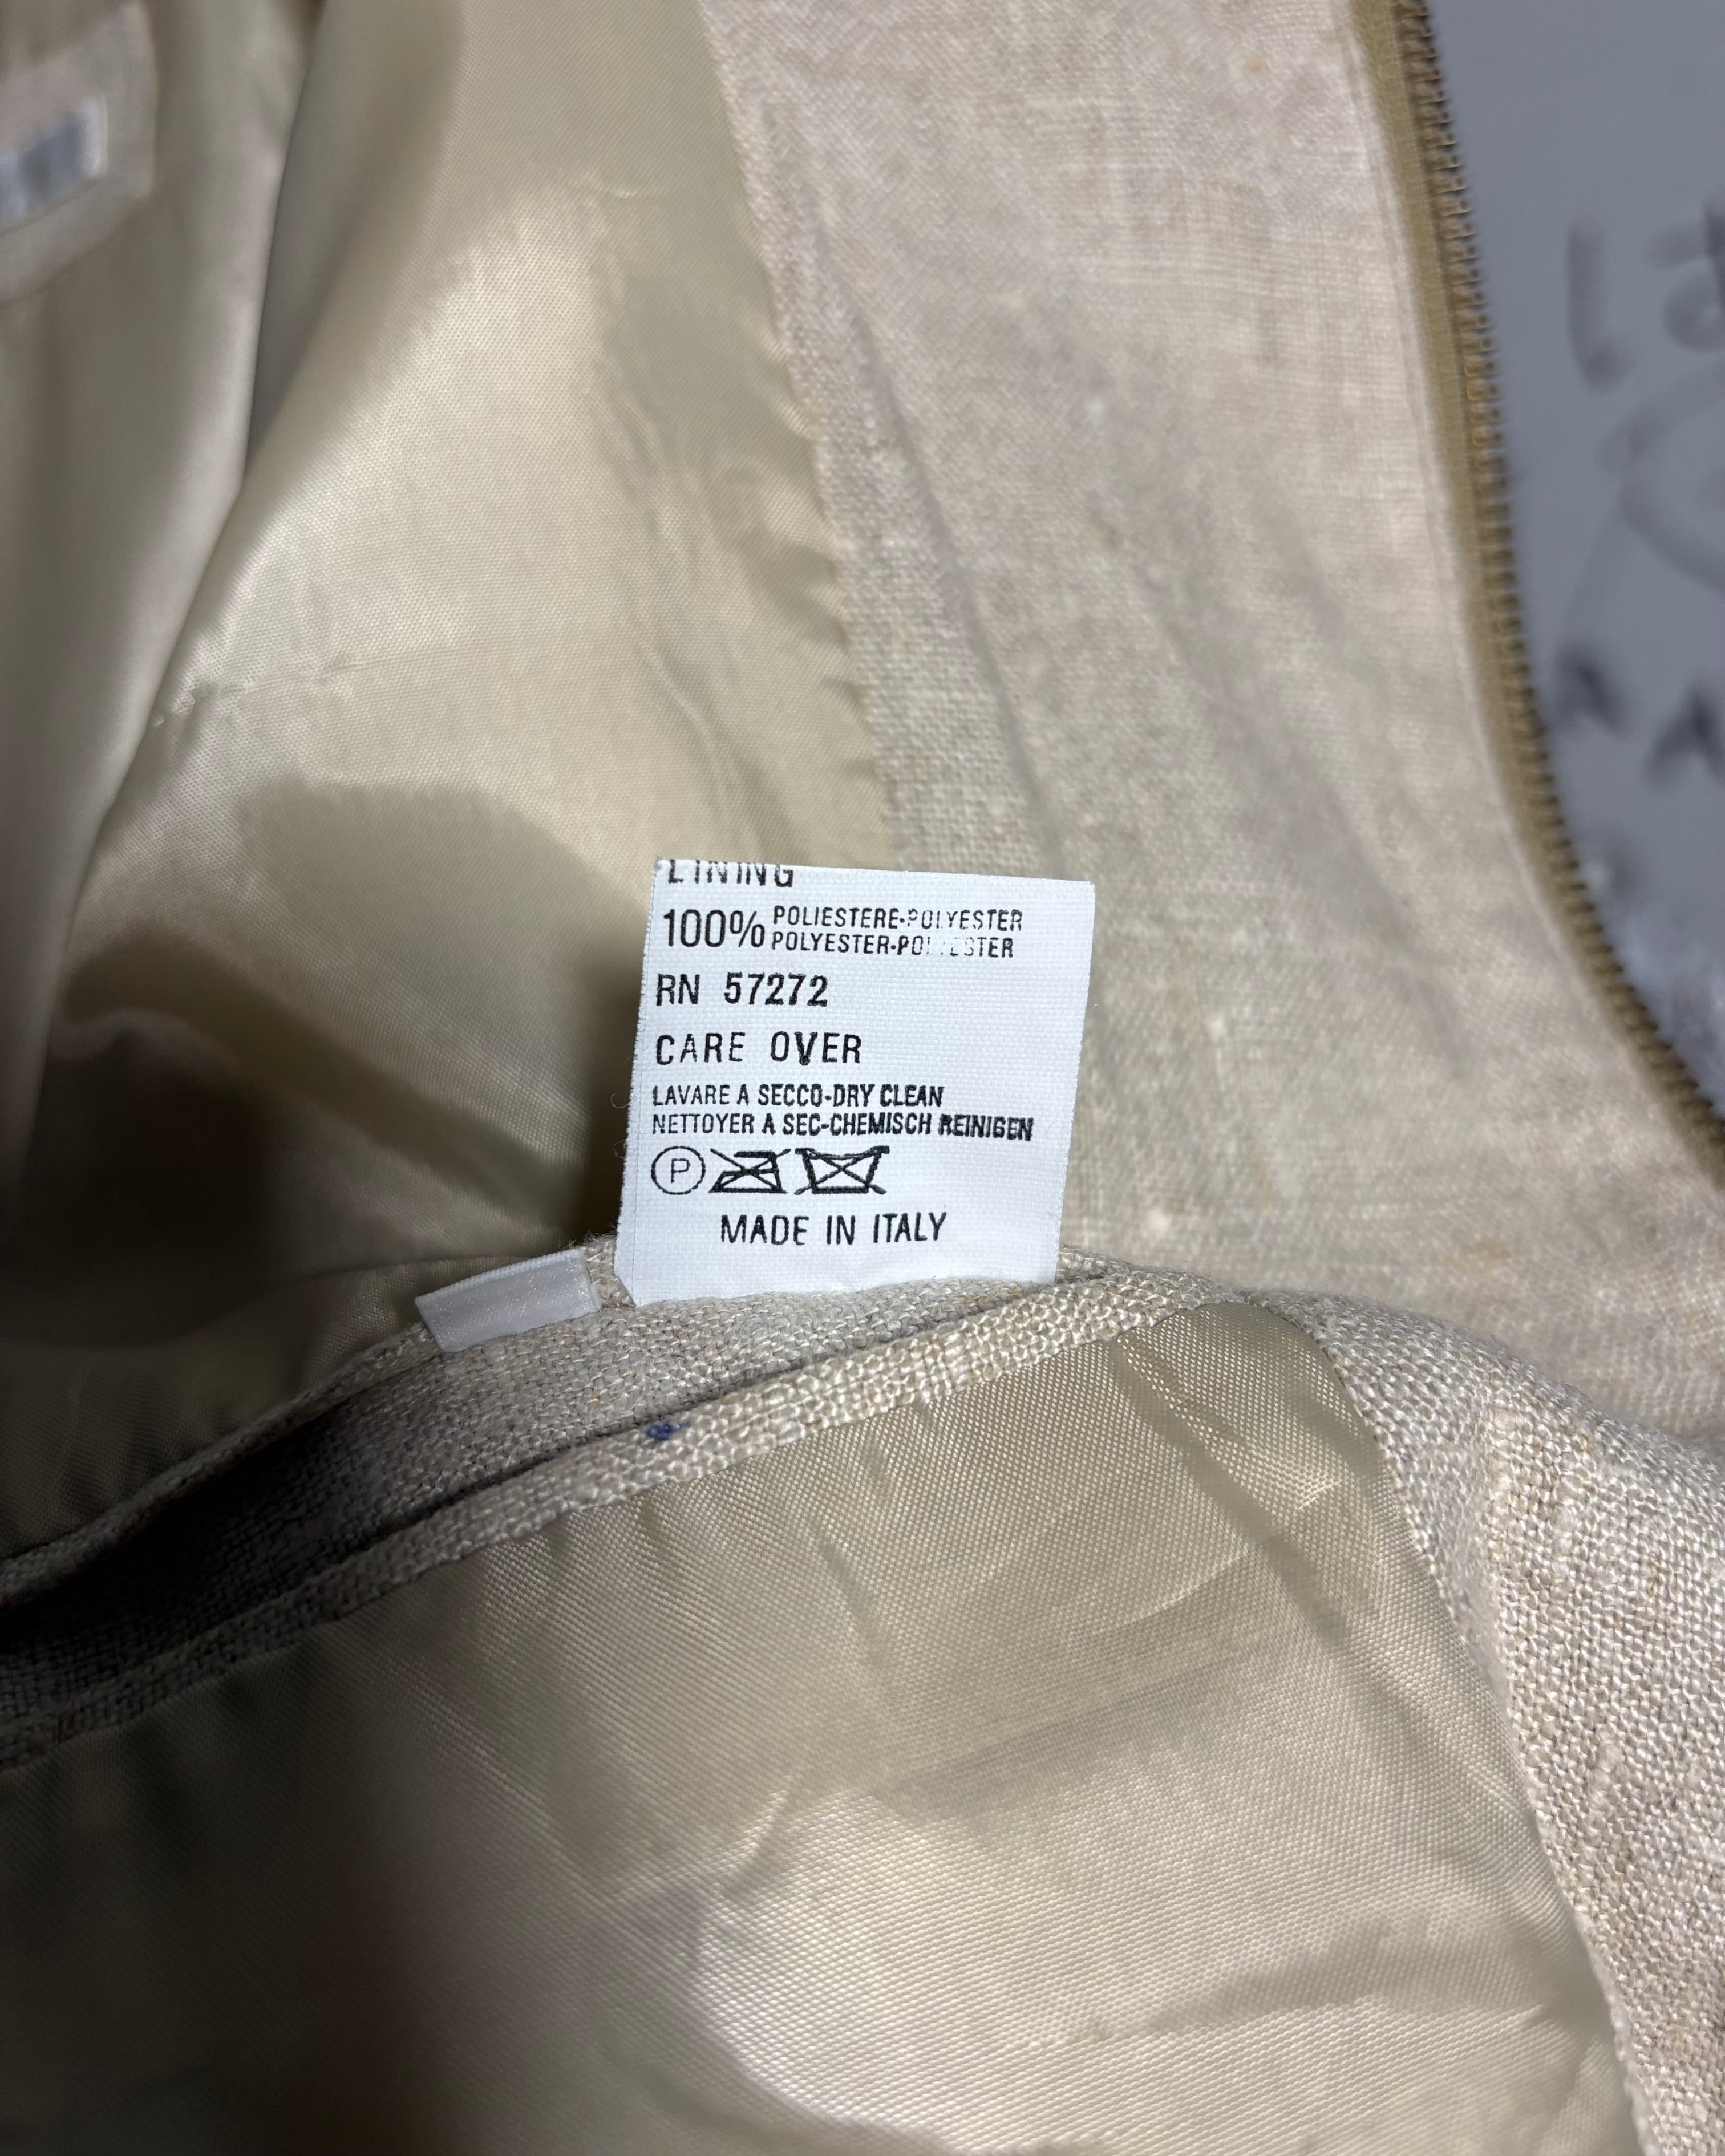 LINING
100% POLIESTERE-POLYESTER
POLYESTER-POLYESTER
RN 57272
CARE OVER
LAVARE A SECCO-DRY CLEAN
NETTOYER A SEC-CHEMISCH REINIGEN
P
MADE IN ITALY